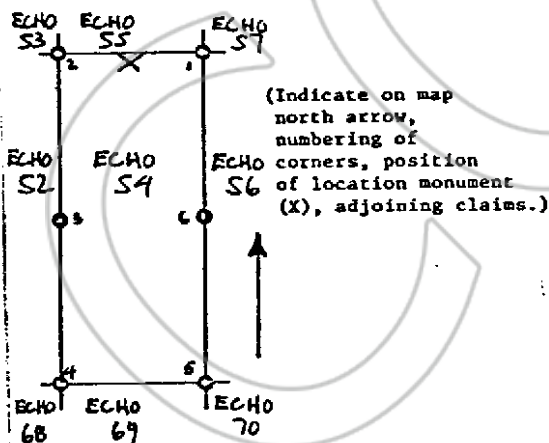 ECHO 53 ECHO 55 ECHO 57
2 1
(Indicate on map
north arrow,
numbering of
corners, position
of location monument
(X), adjoining claims.)
ECHO 52 ECHO 54 ECHO 56
3 6
4 5
ECHO 68 ECHO 69 ECHO 70